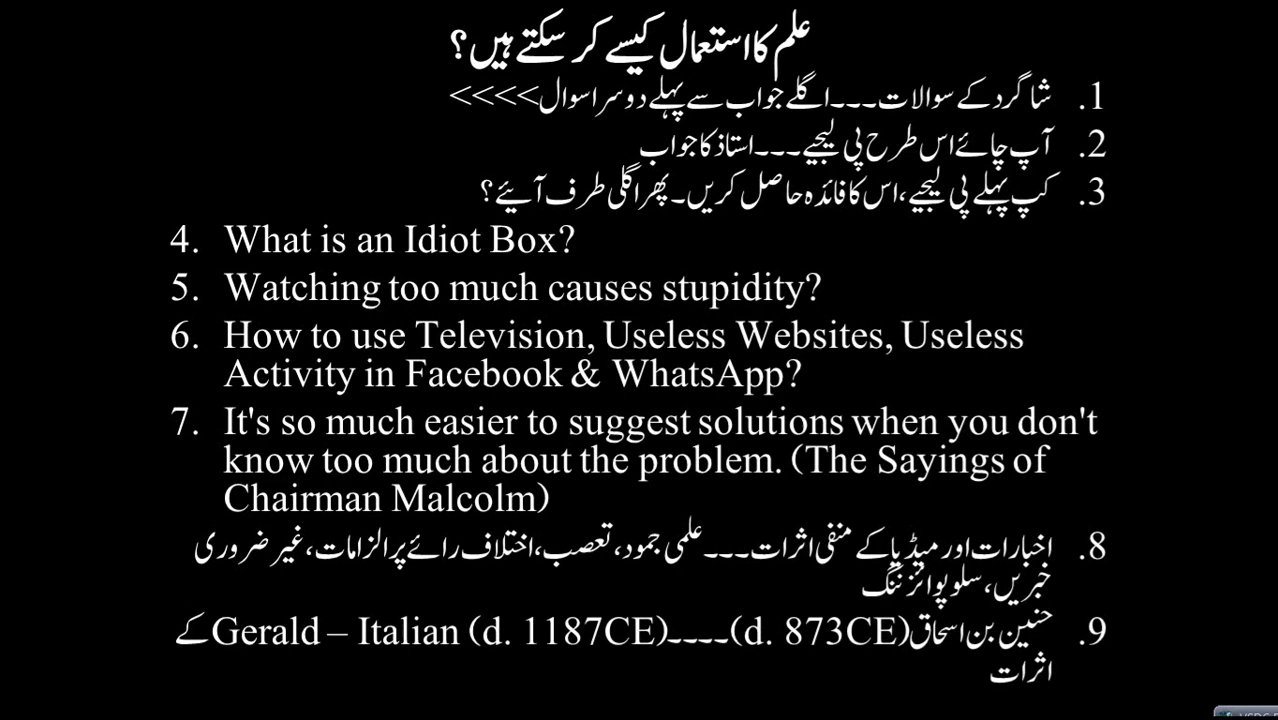 علم کا استعمال کیسے کر سکتے ہیں؟
1. شاگرد کے سوالات۔۔۔اگلے جواب سے پہلے دوسرا سوال>>>>
2. آپ چائے اس طرح پی لیجیے۔۔۔استاذ کا جواب
3. کپ پہلے پی لیجیے، اس کا فائدہ حاصل کریں۔ پھر اگلی طرف آیئے؟
4. What is an Idiot Box?
5. Watching too much causes stupidity?
6. How to use Television, Useless Websites, Useless
Activity in Facebook & WhatsApp?
7. It's so much easier to suggest solutions when you don't
know too much about the problem. (The Sayings of
Chairman Malcolm)
8. اخبارات اور میڈیا کے منفی اثرات۔۔۔علمی جمود، تعصب، اختلاف رائے پر الزامات، غیر ضروری
خبریں، سلو پوائزننگ
9. حنین بن اسحاق(d. 873CE)۔۔۔۔Gerald – Italian (d. 1187CE) کے
اثرات